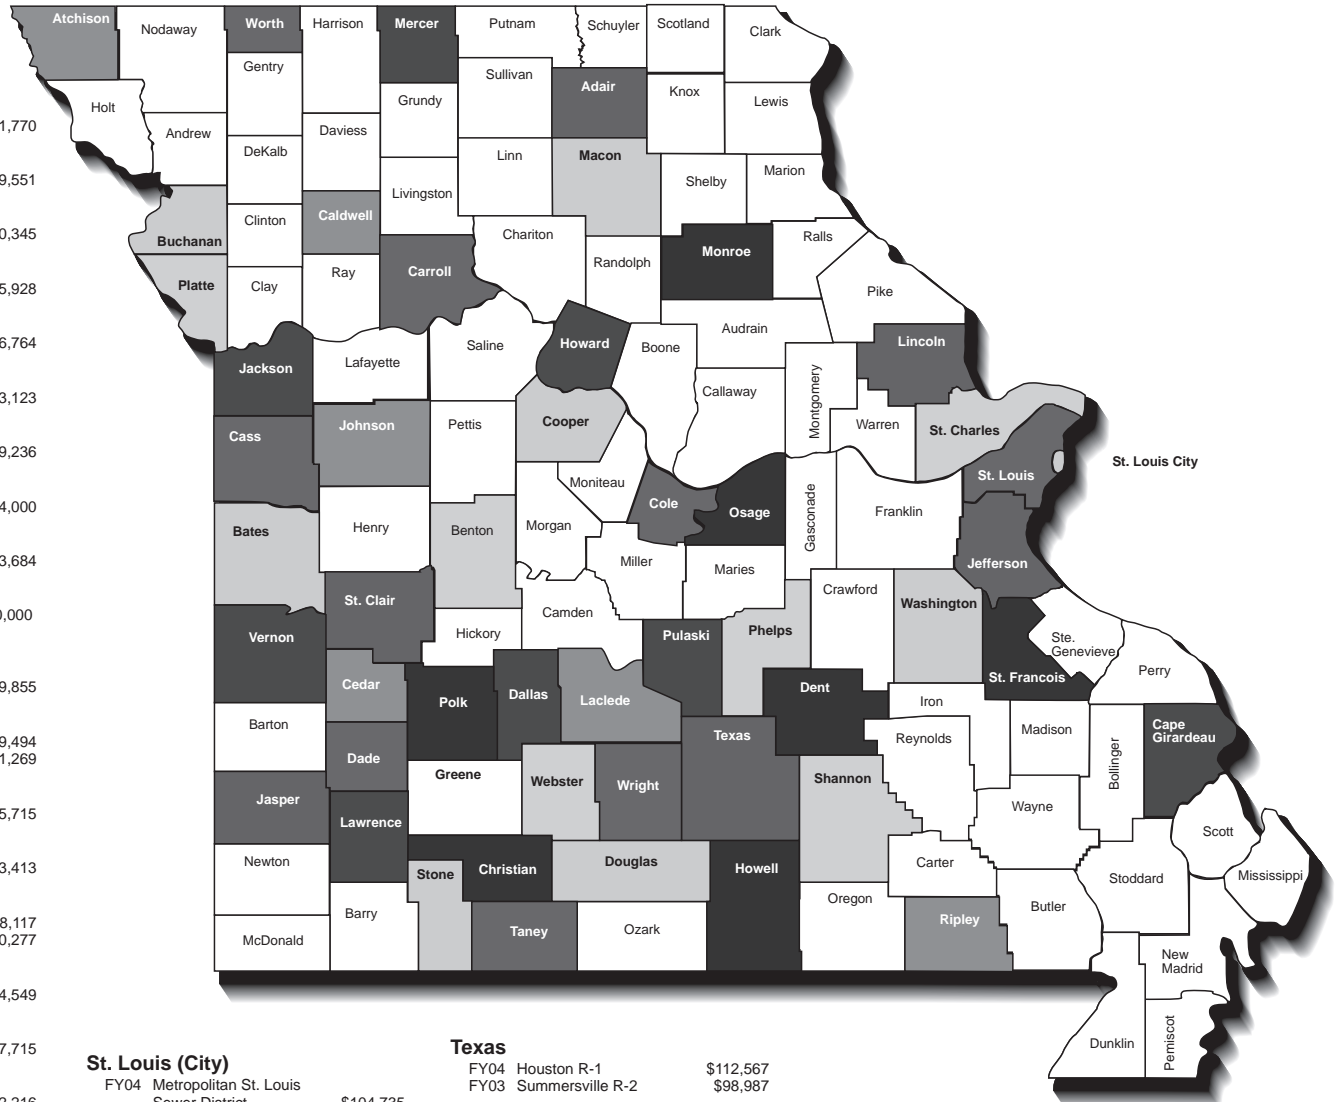 Atchison
Nodaway
Worth
Harrison
Mercer
Putnam
Schuyler
Scotland
Clark
Gentry
Sullivan
Adair
Knox
Lewis
Holt
Grundy
Andrew
Daviess
DeKalb
Linn
Macon
Shelby
Marion
Livingston
Buchanan
Clinton
Caldwell
Chariton
Randolph
Monroe
Ralls
Platte
Clay
Ray
Carroll
Pike
Audrain
Jackson
Lafayette
Saline
Howard
Boone
Lincoln
Callaway
Montgomery
Cass
Johnson
Pettis
Cooper
Warren
St. Charles
St. Louis
St. Louis City
Moniteau
Cole
Osage
Gasconade
Franklin
Bates
Henry
Benton
Morgan
Miller
Maries
Jefferson
St. Clair
Camden
Crawford
Washington
Vernon
Hickory
Pulaski
Phelps
Ste.
Genevieve
St. Francois
Perry
Cedar
Polk
Dallas
Laclede
Dent
Iron
Barton
Texas
Reynolds
Madison
Bollinger
Cape
Girardeau
Dade
Greene
Webster
Wright
Shannon
Jasper
Lawrence
Wayne
Scott
Newton
Stone
Christian
Douglas
Howell
Carter
Stoddard
Mississippi
Barry
Taney
Ozark
Oregon
Ripley
Butler
McDonald
New
Madrid
Dunklin
Pemiscot
1,770
9,551
0,345
5,928
6,764
3,123
9,236
4,000
3,684
0,000
9,855
9,494
1,269
5,715
3,413
8,117
0,277
4,549
7,715
2,216
St. Louis (City)
FY04 Metropolitan St. Louis
Sewer District $104,735
Texas
FY04 Houston R-1 $112,567
FY03 Summersville R-2 $98,987